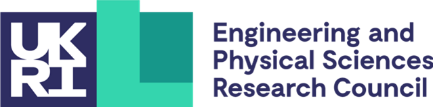 UK
RI
Engineering and
Physical Sciences
Research Council